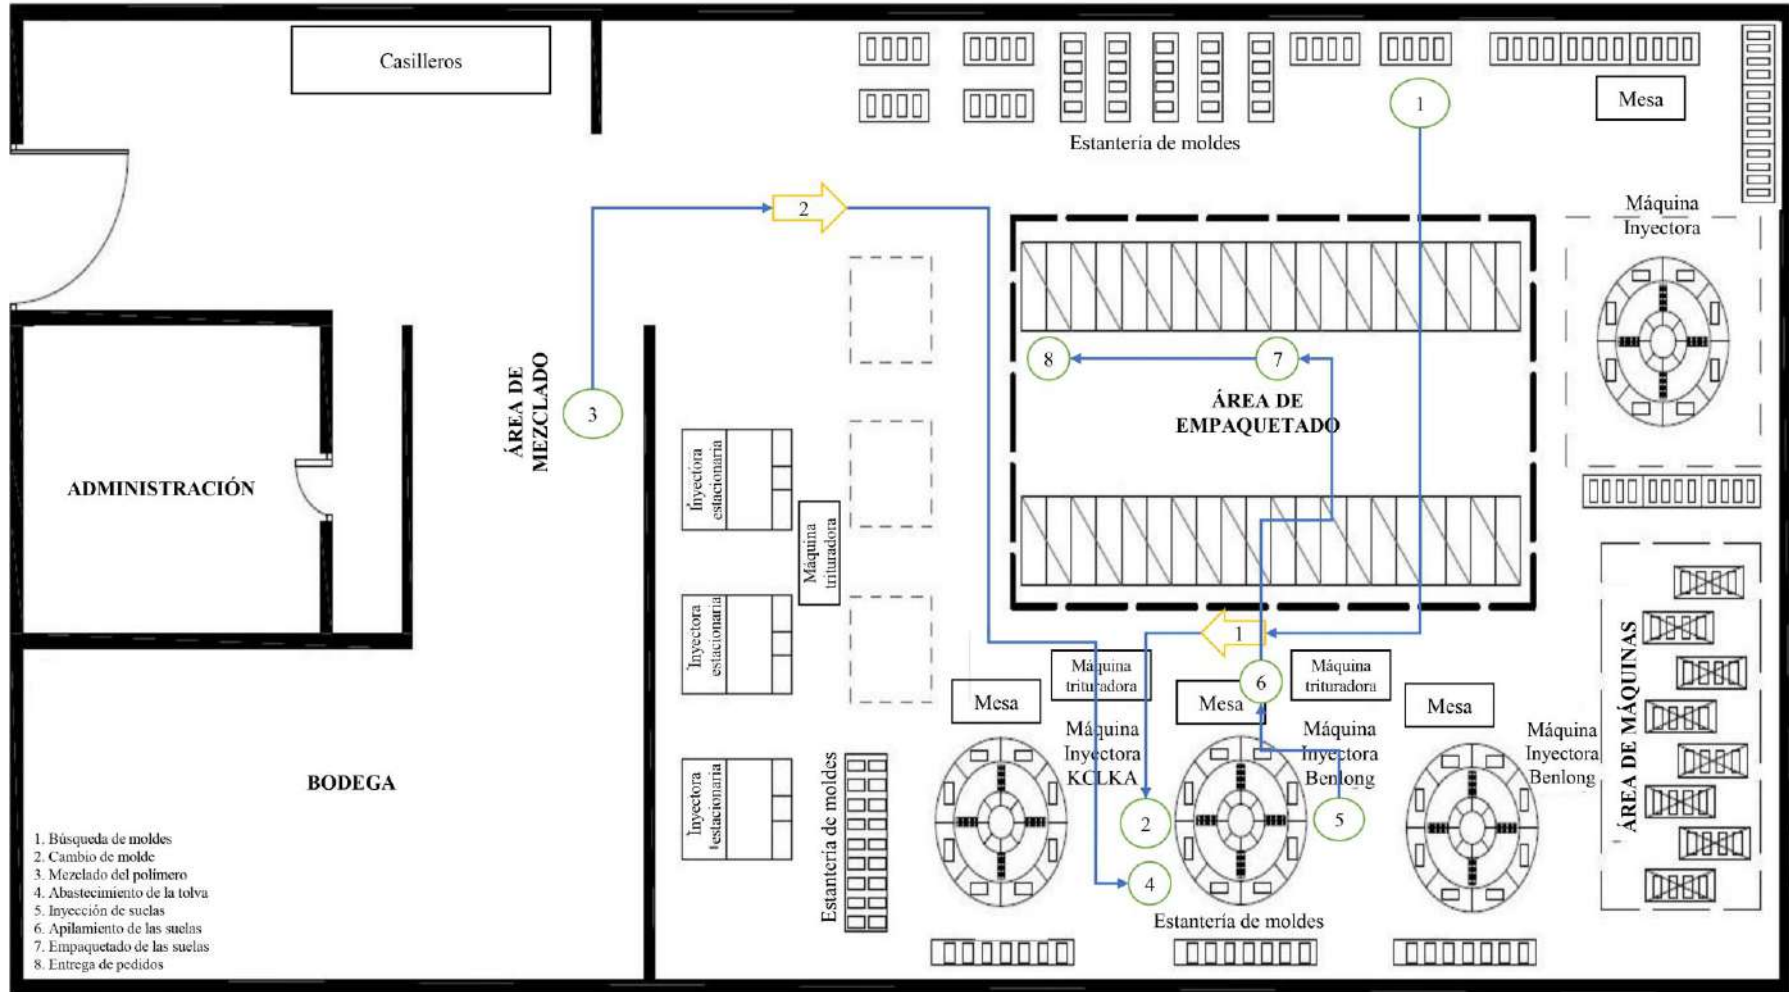 Casilleros
1
Mesa
Estantería de moldes
2
Máquina
Inyectora
8
7
ÁREA DE
MEZCLADO
3
ÁREA DE
EMPAQUETADO
ADMINISTRACIÓN
Inyectora
estacionaria
Máquina
trituradora
Inyectora
estacionaria
1
Máquina
trituradora
6
Máquina
trituradora
Mesa
Mesa
Mesa
Máquina
Inyectora
KCLKA
Máquina
Inyectora
Benlong
Máquina
Inyectora
Benlong
ÁREA DE MÁQUINAS
BODEGA
Inyectora
estacionaria
Estantería de moldes
2
5
4
Estantería de moldes
1. Búsqueda de moldes
2. Cambio de molde
3. Mezclado del polímero
4. Abastecimiento de la tolva
5. Inyección de suelas
6. Apilamiento de las suelas
7. Empaquetado de las suelas
8. Entrega de pedidos